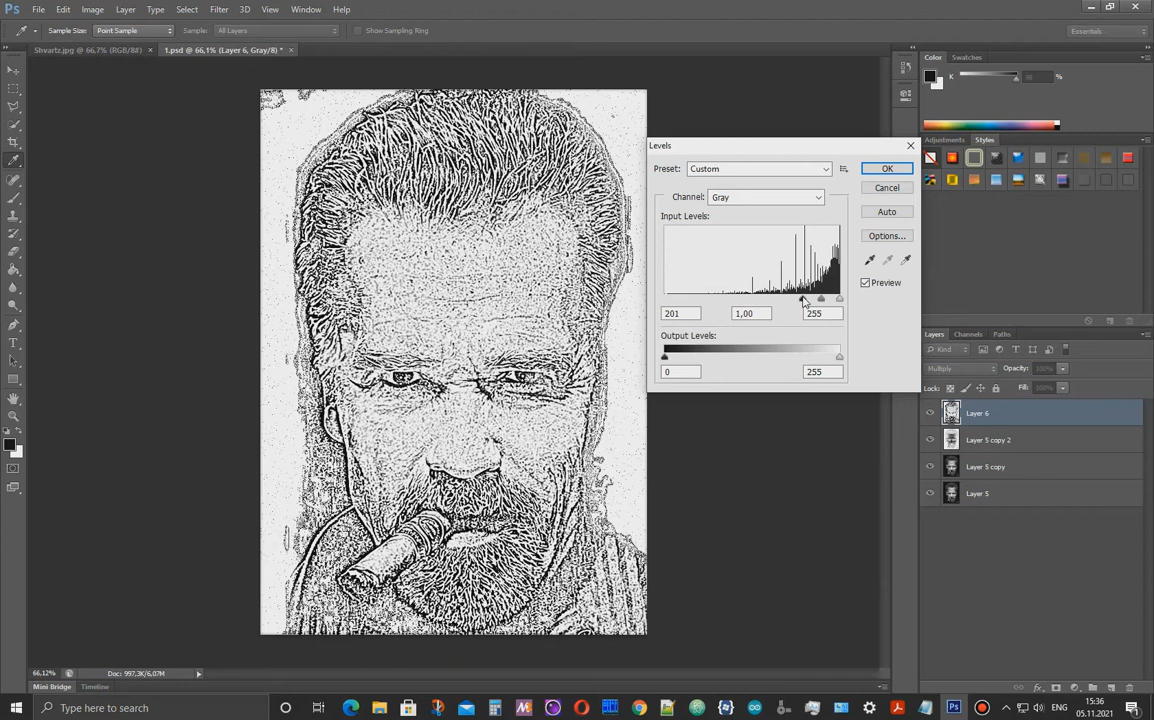 Ps File Edit Image Layer Type Select Filter 3D View Window Help
Sample Size: Point Sample Sample: All Layers Show Sampling Ring Essentials
Shvartz.jpg @ 66,7% (RGB/8#) × 1.psd @ 66,1% (Layer 6, Gray/8) * ×
Color Swatches
K %
Adjustments Styles
Levels
Preset: Custom OK
Cancel
Channel: Gray
Auto
Input Levels:
Options...
Preview
201 1,00 255
Output Levels:
0 255
Layers Channels Paths
Kind
Multiply Opacity: 100%
Lock: Fill: 100%
Layer 6
Layer 5 copy 2
Layer 5 copy
Layer 5
66,12% Doc: 997,3K/6,07M
Mini Bridge Timeline
Type here to search
ENG 15:36
05.11.2021